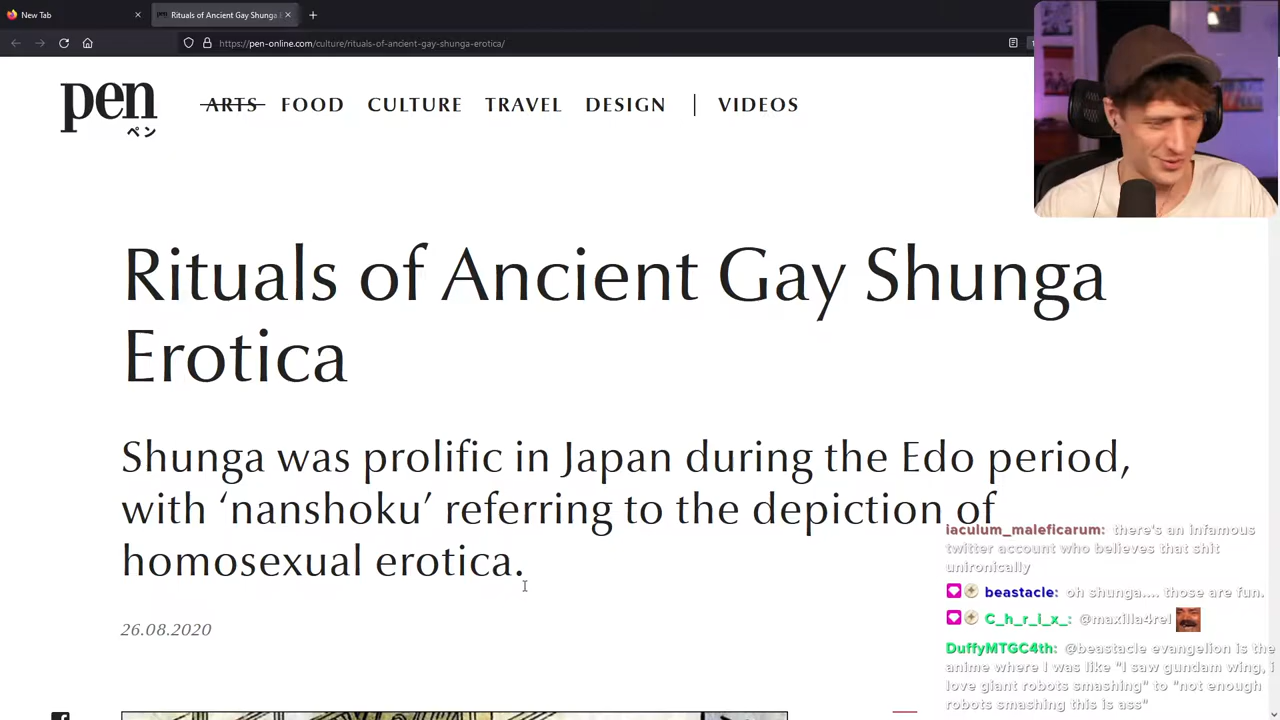 New Tab
Rituals of Ancient Gay Shunga
https://pen-online.com/culture/rituals-of-ancient-gay-shunga-erotica/
pen
ペン
ARTS FOOD CULTURE TRAVEL DESIGN | VIDEOS
Rituals of Ancient Gay Shunga
Erotica
Shunga was prolific in Japan during the Edo period,
with ‘nanshoku’ referring to the depiction of
homosexual erotica.
26.08.2020
iaculum_maleficarum: there's an infamous
twitter account who believes that shit
unironically
beastacle: oh shunga.... those are fun.
C_h_r_i_x_: @maxilla4rel
DuffyMTGC4th: @beastacle evangelion is the
anime where I was like "I saw gundam wing, i
love giant robots smashing" to "not enough
robots smashing this is ass"